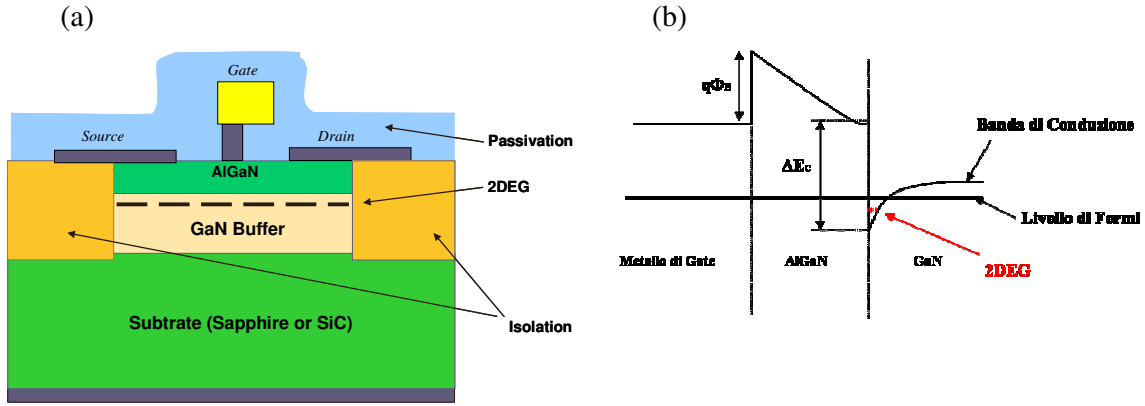 (a)
(b)
Gate
Source
Drain
Passivation
AlGaN
2DEG
GaN Buffer
Subtrate (Sapphire or SiC)
Isolation
qΦB
ΔEC
Banda di Conduzione
Livello di Fermi
Metallo di Gate
AlGaN
GaN
2DEG